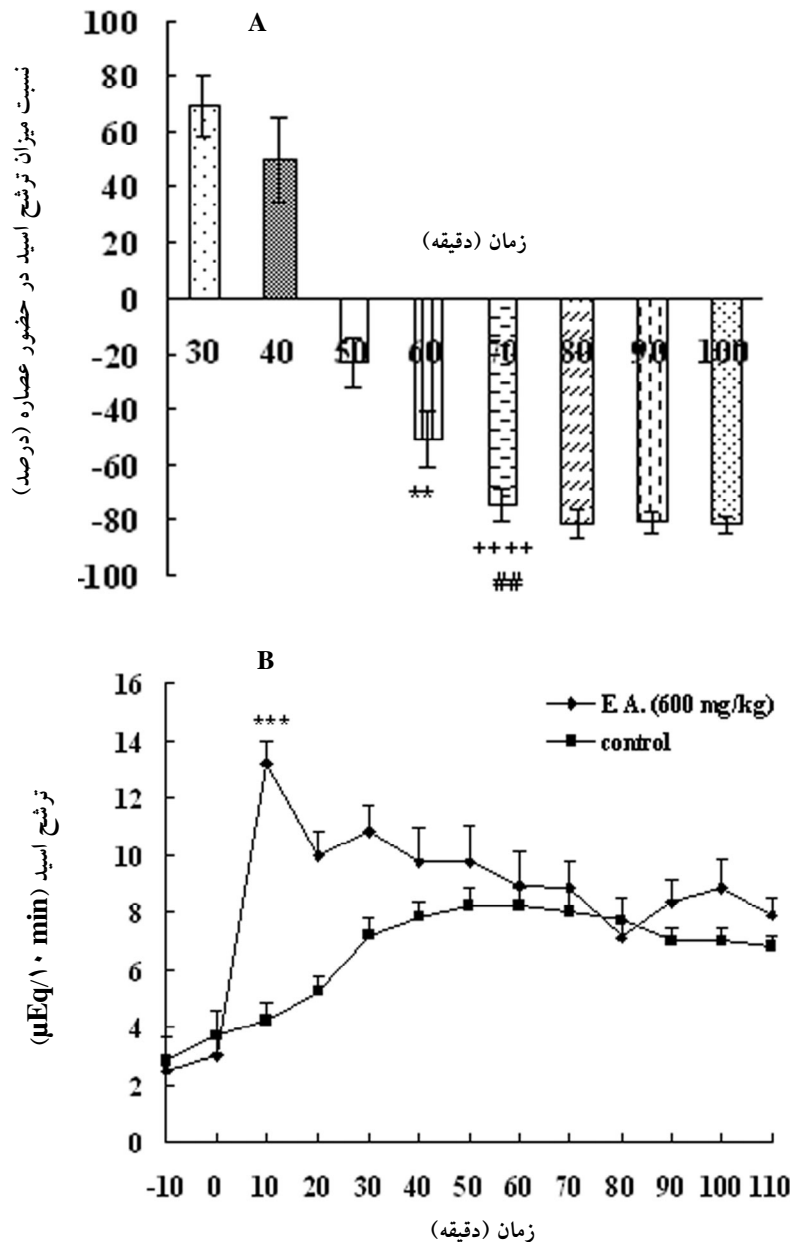 A
نسبت میزان ترشح اسید در حضور عصاره (درصد)
100
80
60
40
20
0
-20
-40
-60
-80
-100
زمان (دقیقه)
30 40 50 60 70 80 90 100
++
++++
##
B
ترشح اسید
(µEq/۱۰ min)
16
14
12
10
8
6
4
2
0
***
E A. (600 mg/kg)
control
-10 0 10 20 30 40 50 60 70 80 90 100 110
زمان (دقیقه)